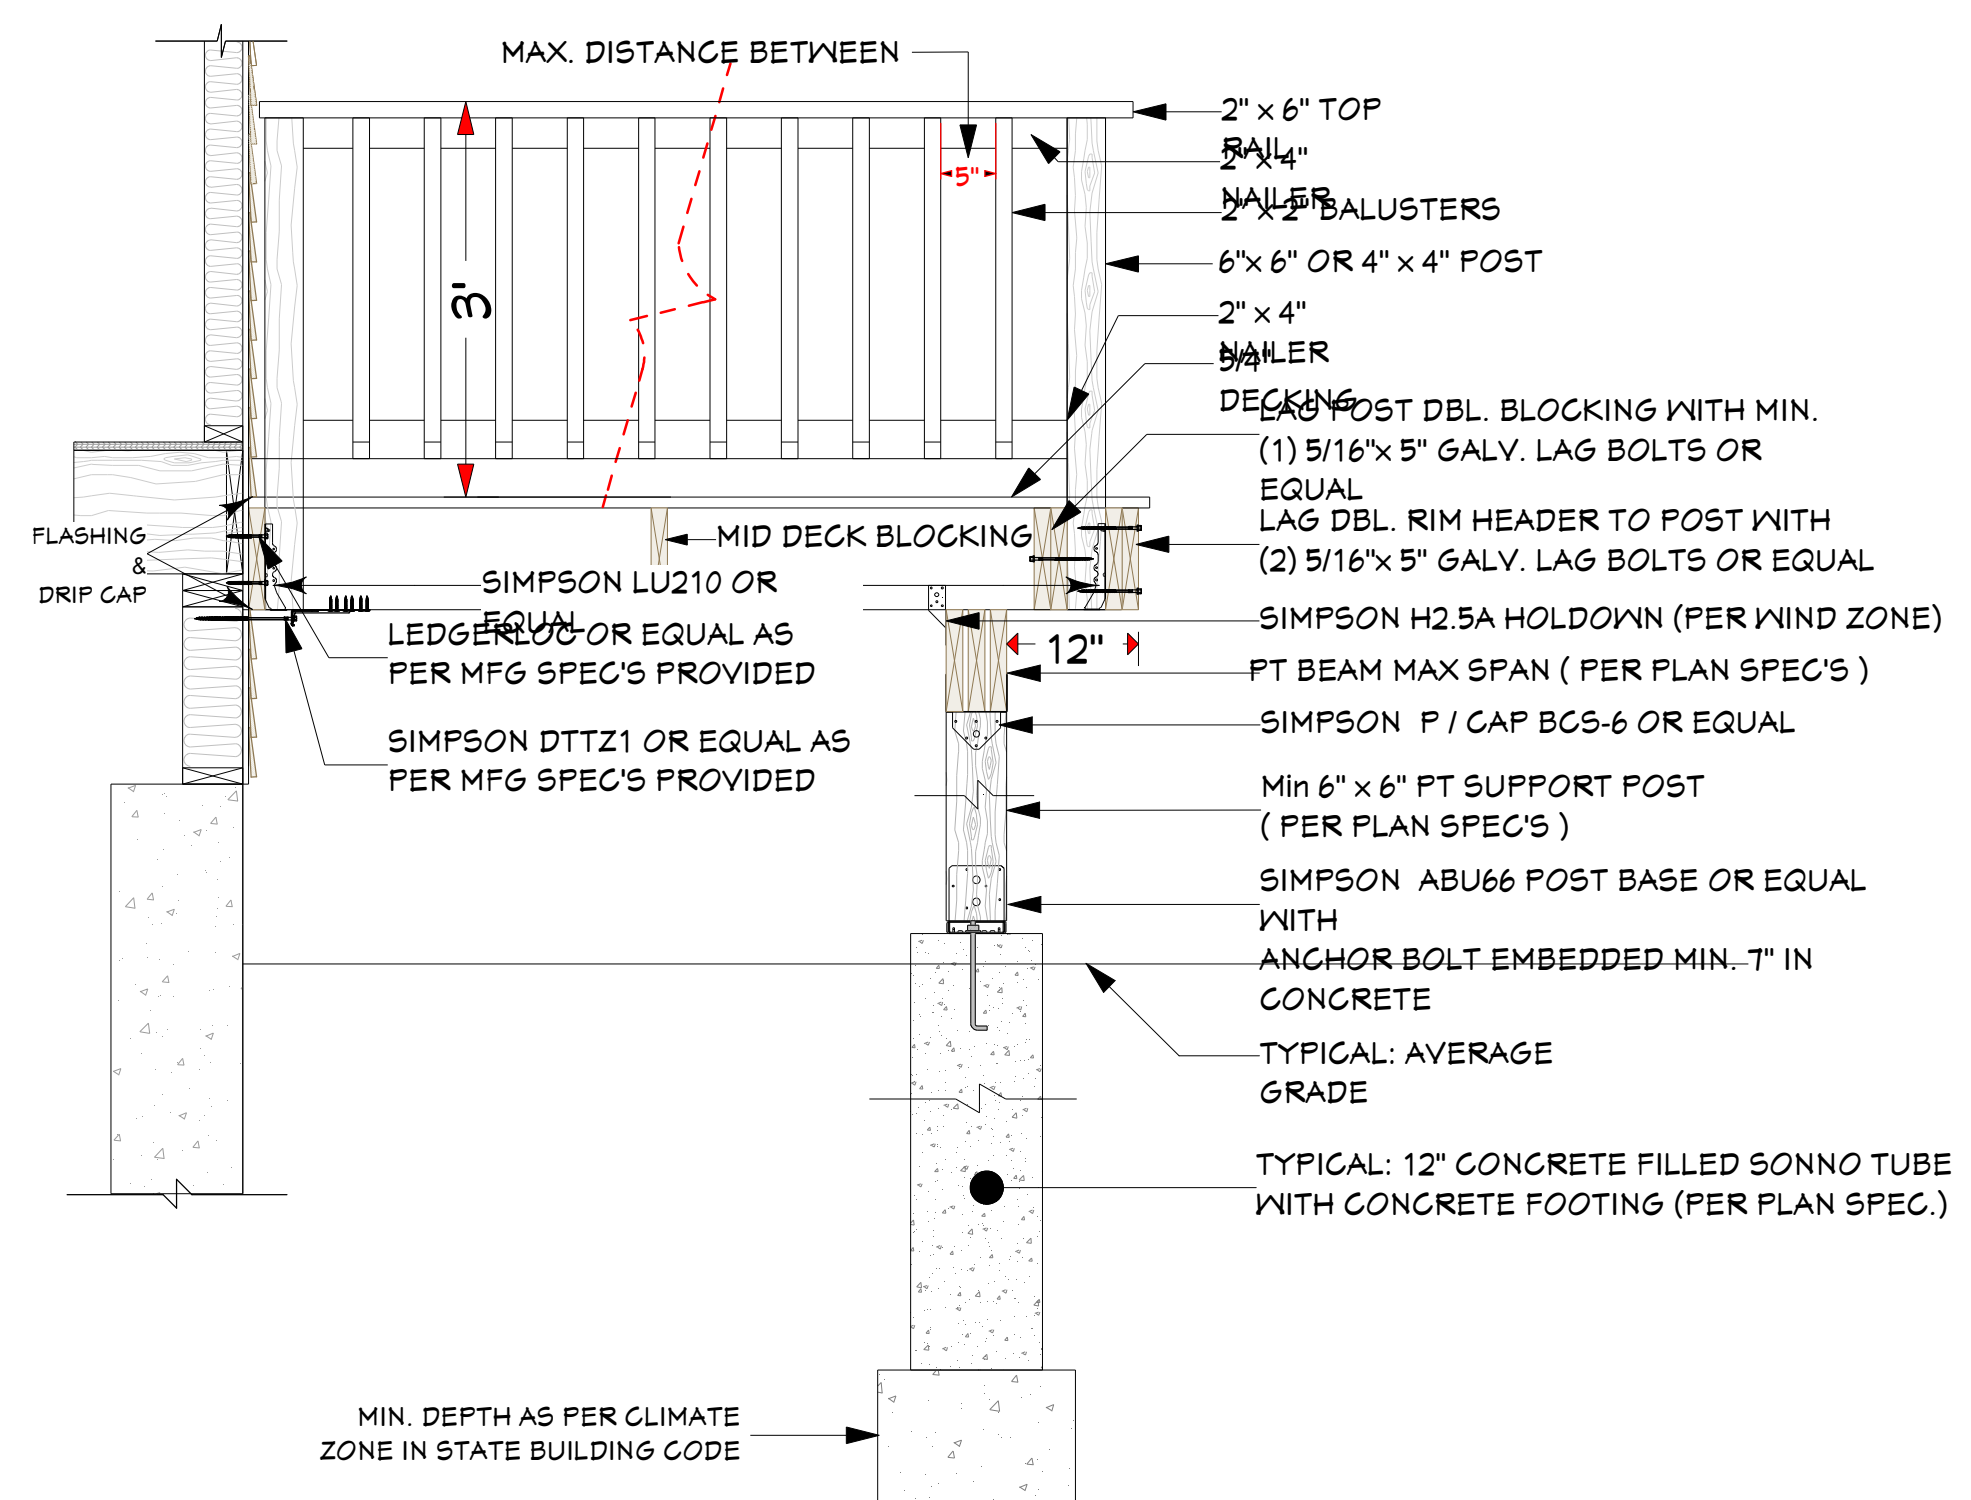 MAX. DISTANCE BETWEEN
2" x 6" TOP
RAIL
2" x 4"
NAILER
2" x 2" BALUSTERS
5"
6"x 6" OR 4" x 4" POST
3'
2" x 4"
NAILER
5/4"
DECKING
LAG POST DBL. BLOCKING WITH MIN.
(1) 5/16"x 5" GALV. LAG BOLTS OR
EQUAL
LAG DBL. RIM HEADER TO POST WITH
(2) 5/16"x 5" GALV. LAG BOLTS OR EQUAL
FLASHING
&
DRIP CAP
MID DECK BLOCKING
SIMPSON LU210 OR
EQUAL
LEDGERLOC OR EQUAL AS
PER MFG SPEC'S PROVIDED
SIMPSON H2.5A HOLDOWN (PER WIND ZONE)
12"
PT BEAM MAX SPAN ( PER PLAN SPEC'S )
SIMPSON P / CAP BCS-6 OR EQUAL
SIMPSON DTTZ1 OR EQUAL AS
PER MFG SPEC'S PROVIDED
Min 6" x 6" PT SUPPORT POST
( PER PLAN SPEC'S )
SIMPSON ABU66 POST BASE OR EQUAL
WITH
ANCHOR BOLT EMBEDDED MIN. 7" IN
CONCRETE
TYPICAL: AVERAGE
GRADE
TYPICAL: 12" CONCRETE FILLED SONNO TUBE
WITH CONCRETE FOOTING (PER PLAN SPEC.)
MIN. DEPTH AS PER CLIMATE
ZONE IN STATE BUILDING CODE